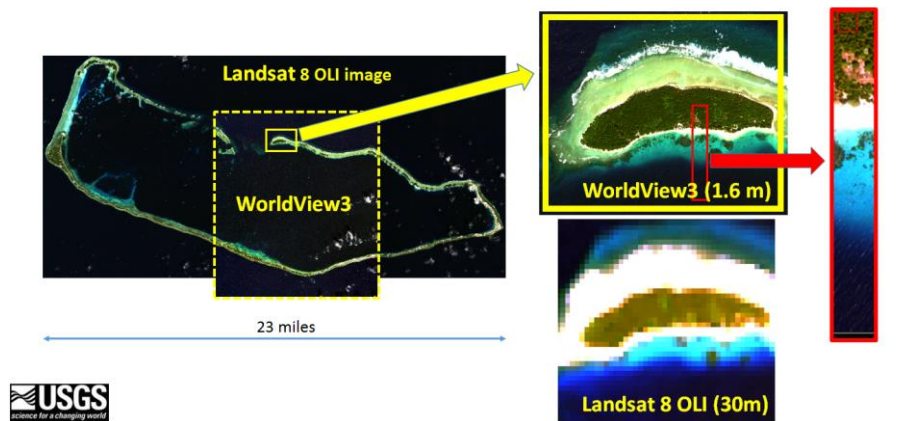 Landsat 8 OLI image
WorldView3
23 miles
WorldView3 (1.6 m)
Landsat 8 OLI (30m)
USGS
science for a changing world